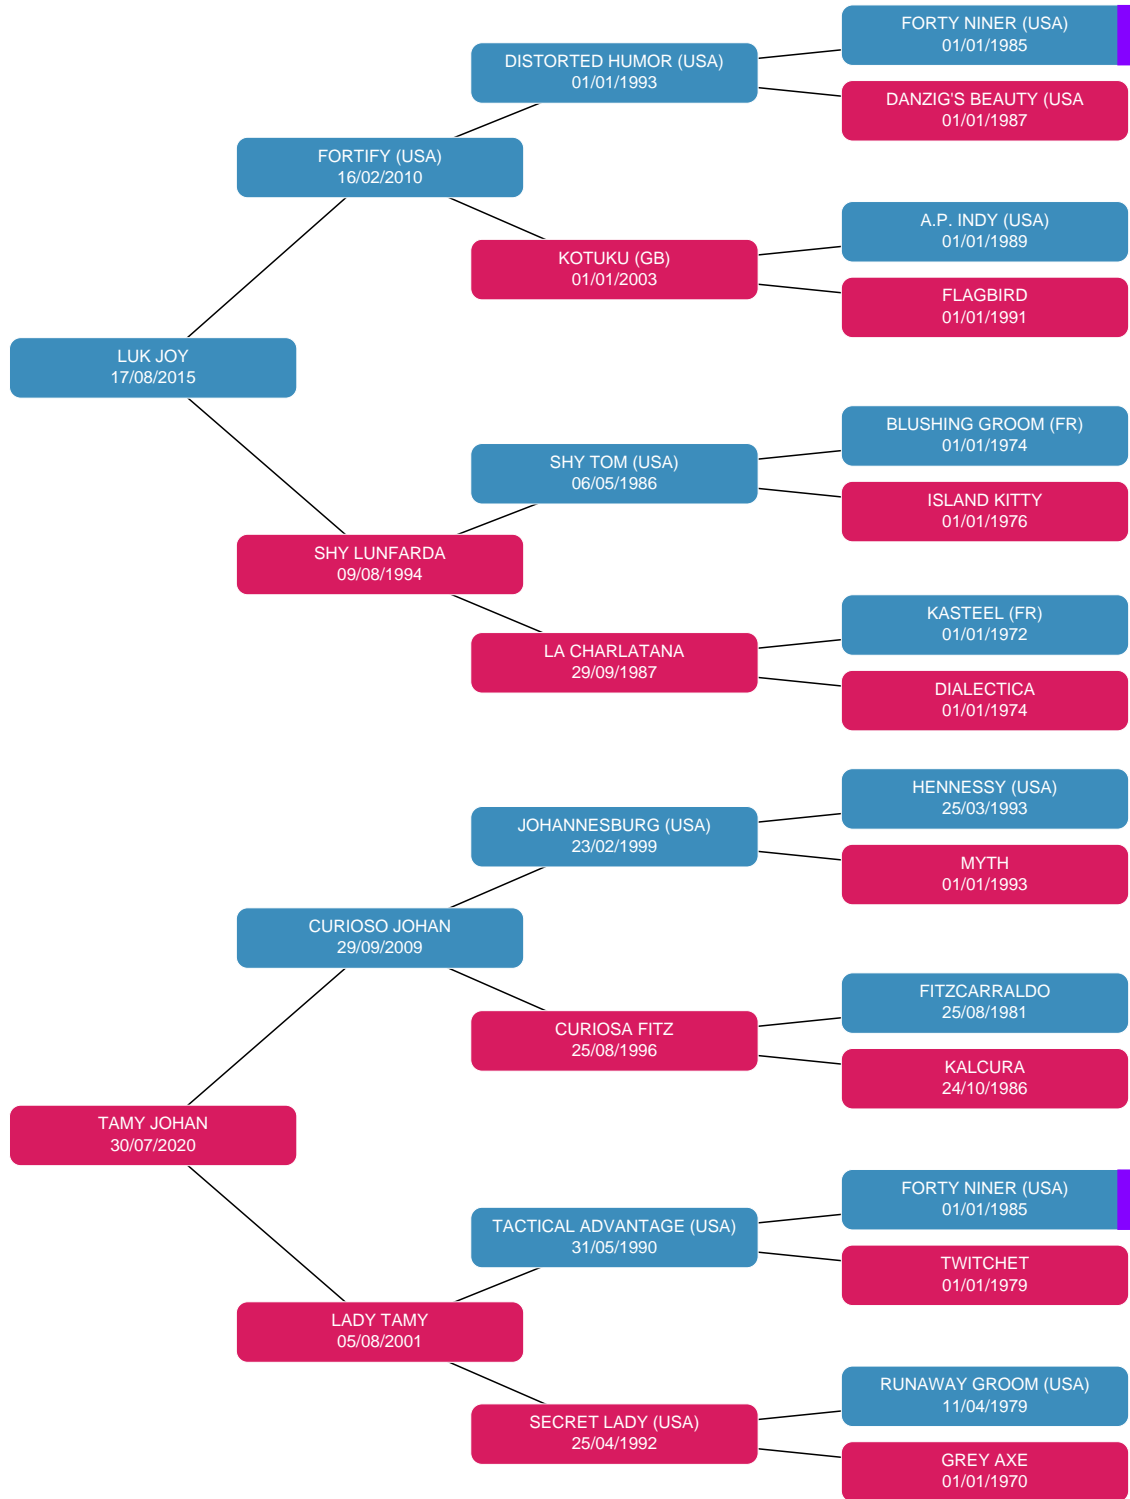 FORTY NINER (USA)
01/01/1985
DISTORTED HUMOR (USA)
01/01/1993
DANZIG'S BEAUTY (USA
01/01/1987
FORTIFY (USA)
16/02/2010
A.P. INDY (USA)
01/01/1989
KOTUKU (GB)
01/01/2003
FLAGBIRD
01/01/1991
LUK JOY
17/08/2015
BLUSHING GROOM (FR)
01/01/1974
SHY TOM (USA)
06/05/1986
ISLAND KITTY
01/01/1976
SHY LUNFARDA
09/08/1994
KASTEEL (FR)
01/01/1972
LA CHARLATANA
29/09/1987
DIALECTICA
01/01/1974
HENNESSY (USA)
25/03/1993
JOHANNESBURG (USA)
23/02/1999
MYTH
01/01/1993
CURIOSO JOHAN
29/09/2009
FITZCARRALDO
25/08/1981
CURIOSA FITZ
25/08/1996
KALCURA
24/10/1986
TAMY JOHAN
30/07/2020
FORTY NINER (USA)
01/01/1985
TACTICAL ADVANTAGE (USA)
31/05/1990
TWITCHET
01/01/1979
LADY TAMY
05/08/2001
RUNAWAY GROOM (USA)
11/04/1979
SECRET LADY (USA)
25/04/1992
GREY AXE
01/01/1970